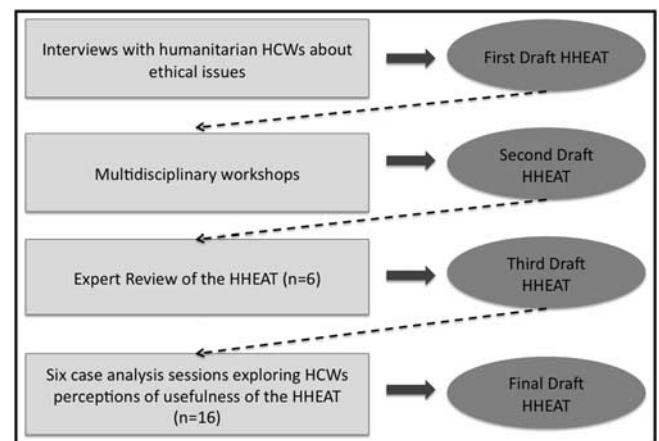 Interviews with humanitarian HCWs about
ethical issues
First Draft HHEAT
Multidisciplinary workshops
Second Draft
HHEAT
Expert Review of the HHEAT (n=6)
Third Draft
HHEAT
Six case analysis sessions exploring HCWs
perceptions of usefulness of the HHEAT
(n=16)
Final Draft
HHEAT